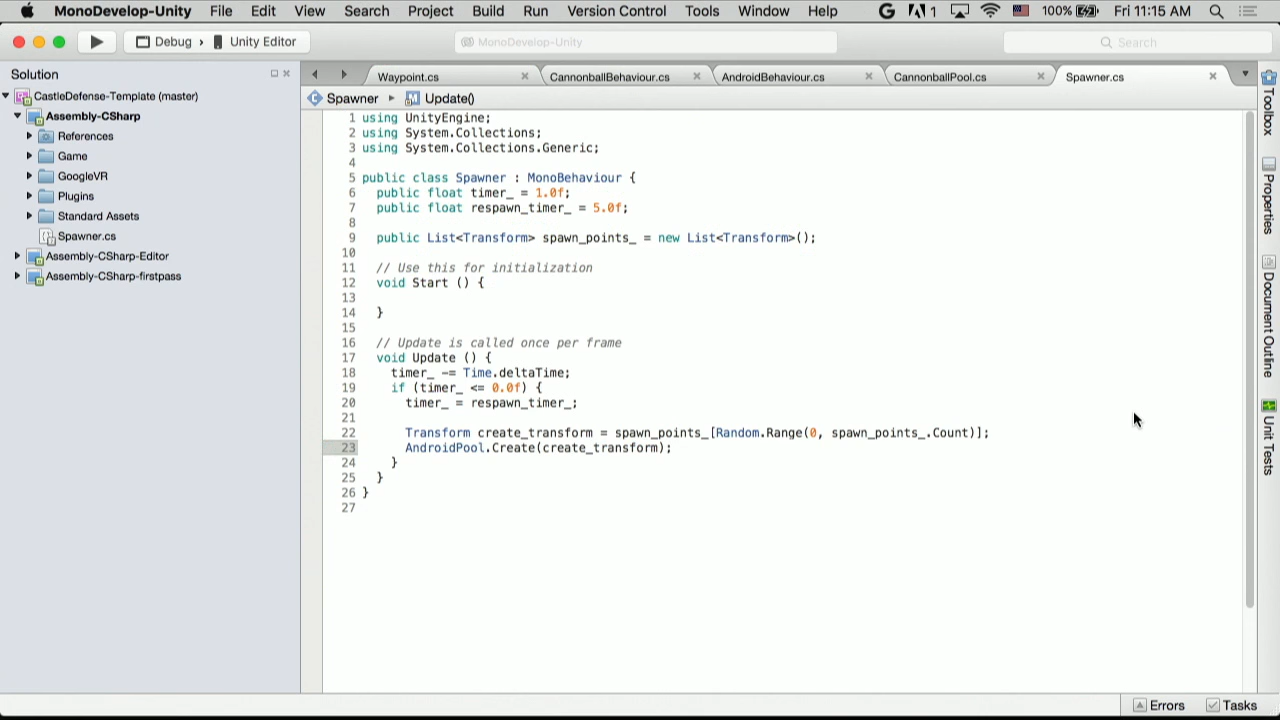 MonoDevelop-Unity File Edit View Search Project Build Run Version Control Tools Window Help 1 100% Fri 11:15 AM
Debug › Unity Editor MonoDevelop-Unity Search
Solution
CastleDefense-Template (master)
Assembly-CSharp
References
Game
GoogleVR
Plugins
Standard Assets
Spawner.cs
Assembly-CSharp-Editor
Assembly-CSharp-firstpass
Waypoint.cs CannonballBehaviour.cs AndroidBehaviour.cs CannonballPool.cs Spawner.cs
Spawner Update()
1 using UnityEngine;
2 using System.Collections;
3 using System.Collections.Generic;
4
5 public class Spawner : MonoBehaviour {
6 public float timer_ = 1.0f;
7 public float respawn_timer_ = 5.0f;
8
9 public List<Transform> spawn_points_ = new List<Transform>();
10
11 // Use this for initialization
12 void Start () {
13
14 }
15
16 // Update is called once per frame
17 void Update () {
18 timer_ -= Time.deltaTime;
19 if (timer_ <= 0.0f) {
20 timer_ = respawn_timer_;
21
22 Transform create_transform = spawn_points_[Random.Range(0, spawn_points_.Count)];
23 AndroidPool.Create(create_transform);
24 }
25 }
26 }
27
Toolbox
Properties
Document Outline
Unit Tests
Errors Tasks